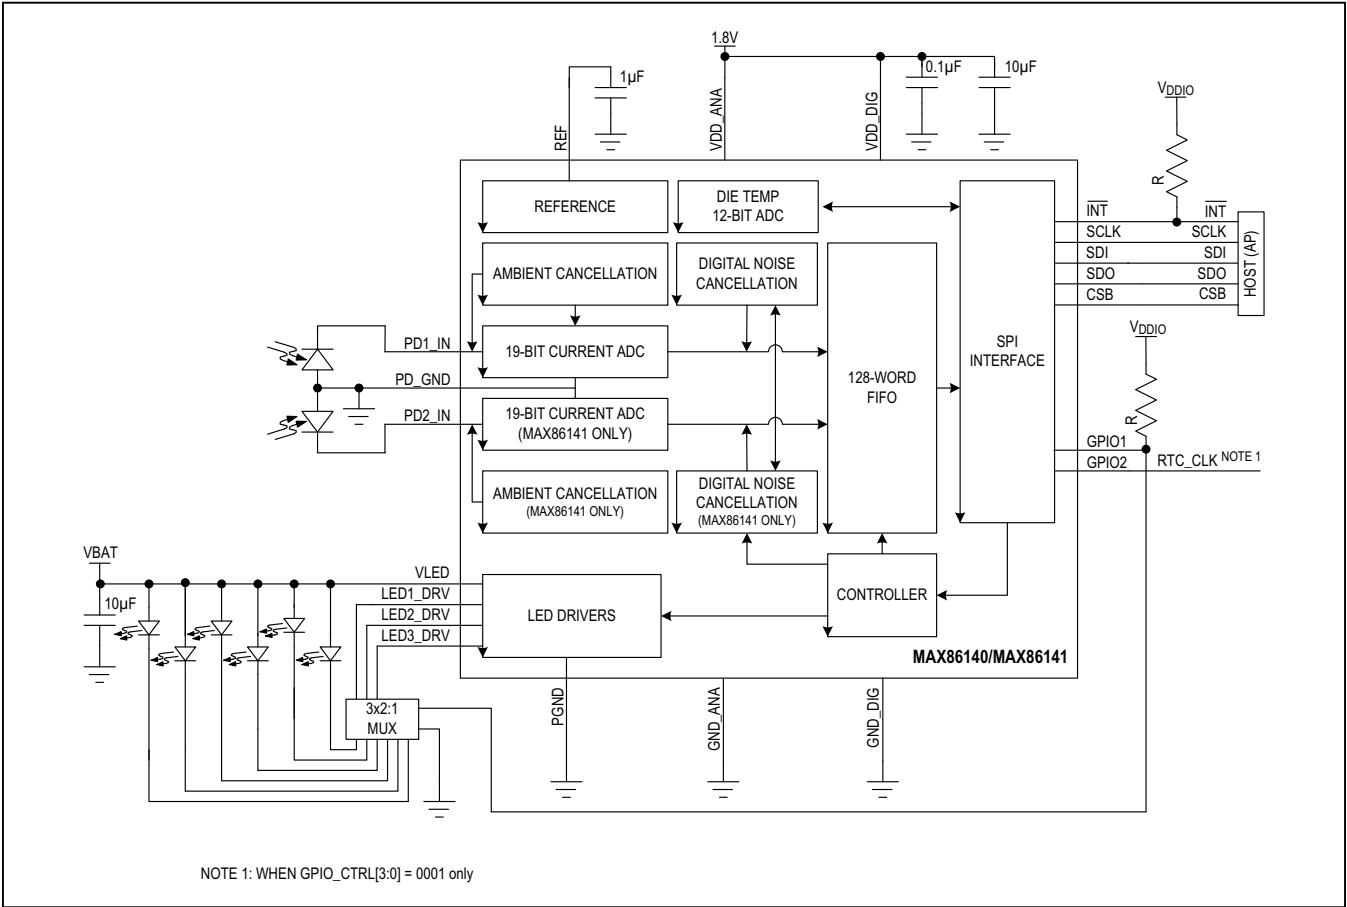 1.8V
1µF
0.1µF
10µF
VDDIO
REF
VDD_ANA
VDD_DIG
R
REFERENCE
DIE TEMP
12-BIT ADC
INT
INT
SCLK
SCLK
SDI
SDI
SDO
SDO
CSB
CSB
HOST (AP)
AMBIENT CANCELLATION
DIGITAL NOISE
CANCELLATION
PD1_IN
19-BIT CURRENT ADC
SPI
INTERFACE
VDDIO
PD_GND
128-WORD
FIFO
R
PD2_IN
19-BIT CURRENT ADC
(MAX86141 ONLY)
GPIO1
GPIO2
RTC_CLK NOTE 1
AMBIENT CANCELLATION
(MAX86141 ONLY)
DIGITAL NOISE
CANCELLATION
(MAX86141 ONLY)
VBAT
10µF
VLED
LED1_DRV
LED2_DRV
LED3_DRV
LED DRIVERS
CONTROLLER
MAX86140/MAX86141
3x2:1
MUX
PGND
GND_ANA
GND_DIG
NOTE 1: WHEN GPIO_CTRL[3:0] = 0001 only